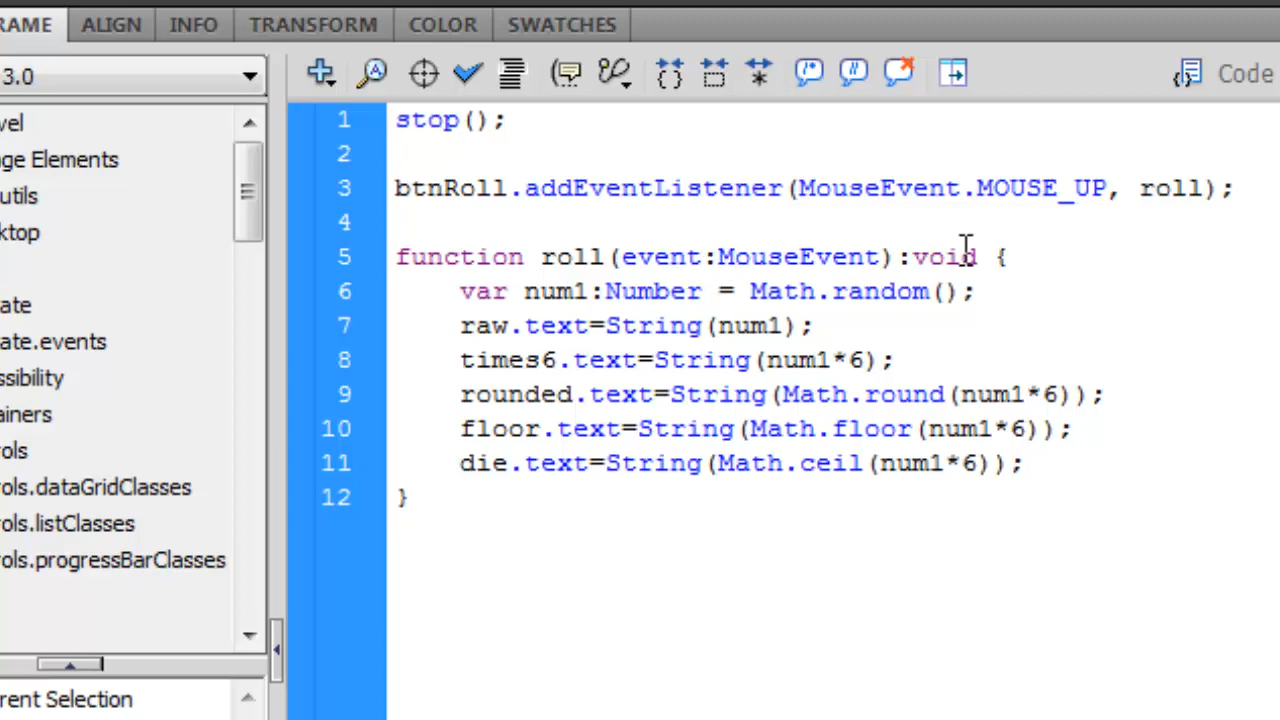 RAME ALIGN INFO TRANSFORM COLOR SWATCHES
3.0
Code
vel
ge Elements
utils
ktop
ate
ate.events
ssibility
ainers
ols
ols.dataGridClasses
ols.listClasses
ols.progressBarClasses
rent Selection
1 stop();
2
3 btnRoll.addEventListener(MouseEvent.MOUSE_UP, roll);
4
5 function roll(event:MouseEvent):void {
6 var num1:Number = Math.random();
7 raw.text=String(num1);
8 times6.text=String(num1*6);
9 rounded.text=String(Math.round(num1*6));
10 floor.text=String(Math.floor(num1*6));
11 die.text=String(Math.ceil(num1*6));
12 }